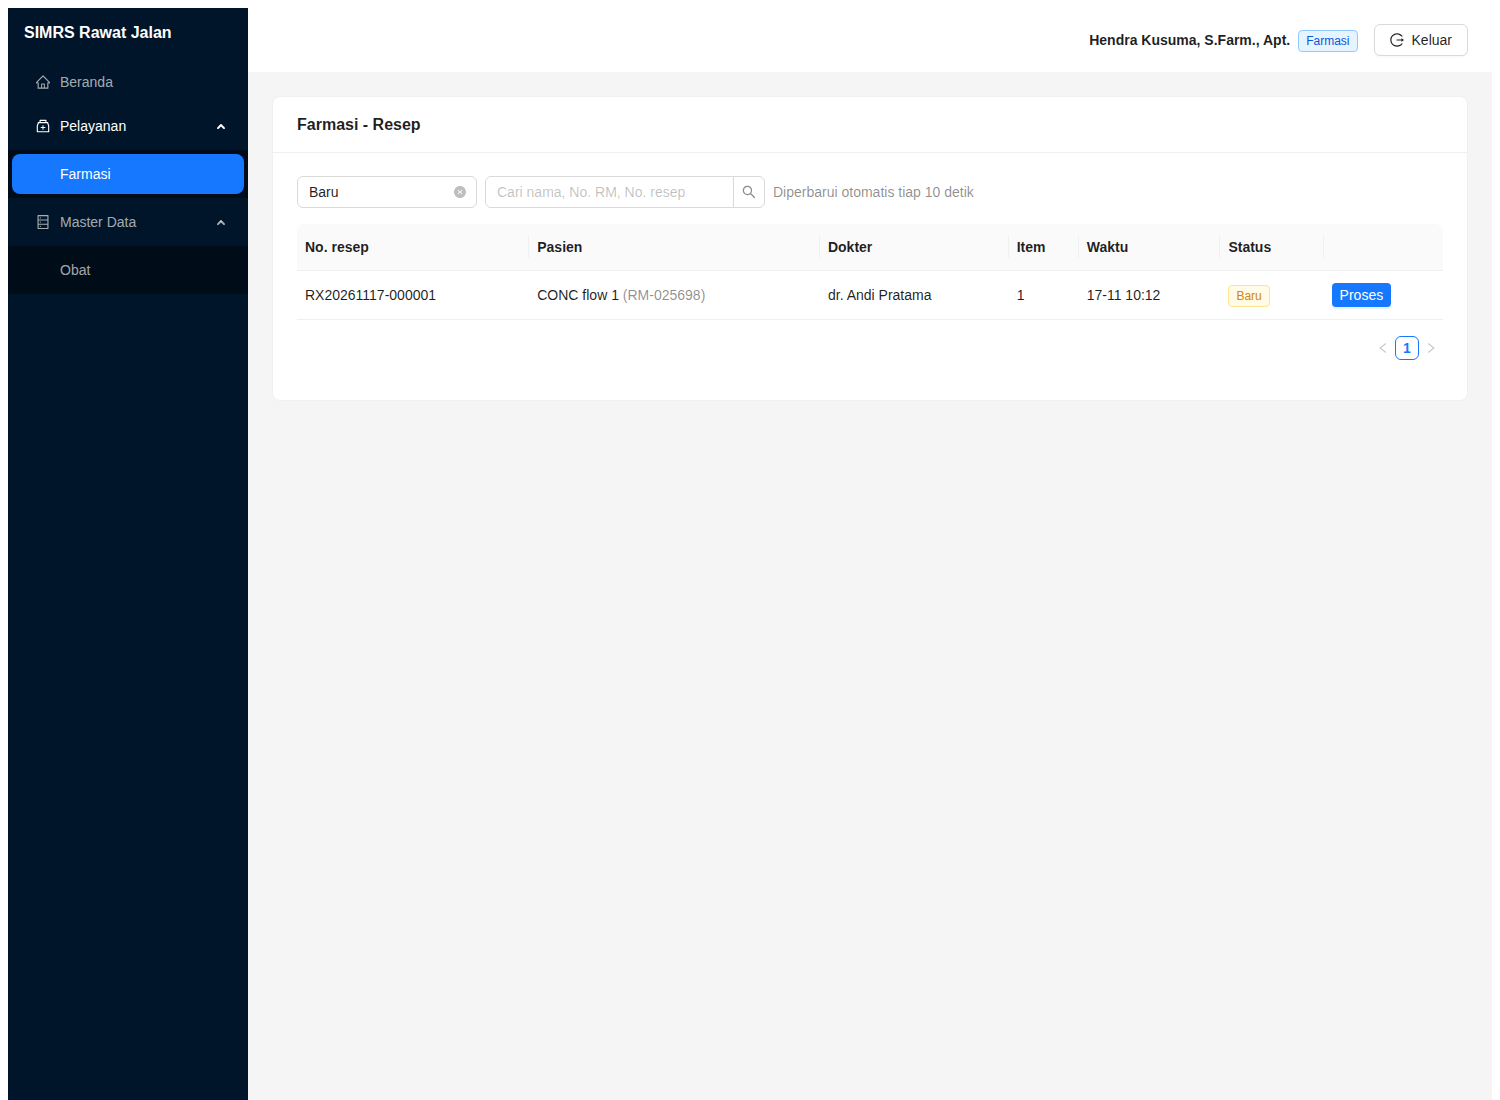 SIMRS Rawat Jalan
Hendra Kusuma, S.Farm., Apt. Farmasi Keluar
Beranda
Pelayanan
Farmasi
Master Data
Obat
Farmasi - Resep
Baru Cari nama, No. RM, No. resep Diperbarui otomatis tiap 10 detik
No. resep Pasien Dokter Item Waktu Status
RX20261117-000001 CONC flow 1 (RM-025698) dr. Andi Pratama 1 17-11 10:12 Baru Proses
1